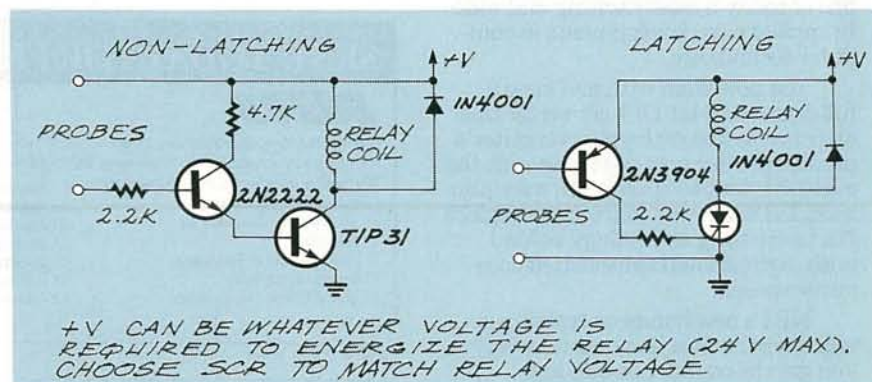 NON-LATCHING
+V
4.7K
1N4001
RELAY
COIL
PROBES
2N2222
2.2K
TIP31
LATCHING
+V
RELAY
COIL
1N4001
2N3904
PROBES
2.2K
+V CAN BE WHATEVER VOLTAGE IS
REQUIRED TO ENERGIZE THE RELAY (24 V MAX).
CHOOSE SCR TO MATCH RELAY VOLTAGE